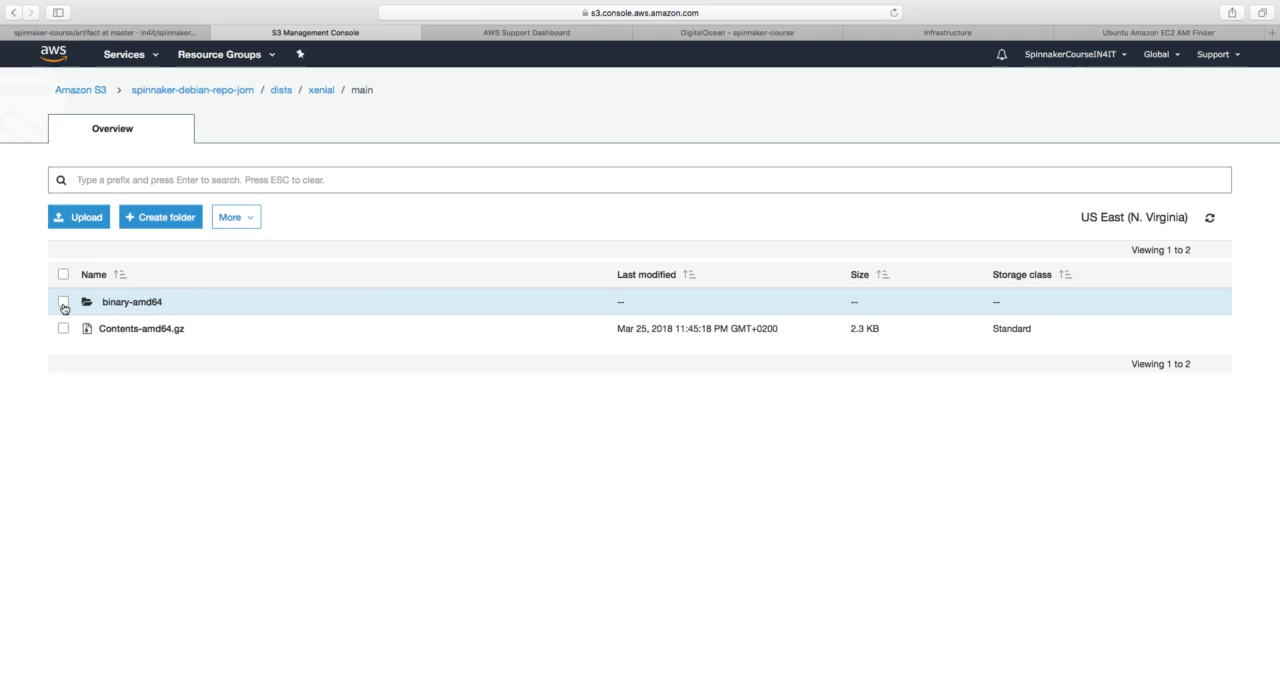 s3.console.aws.amazon.com
spinnaker-course/artifact at master · in4it/spinnaker... S3 Management Console AWS Support Dashboard DigitalOcean - spinnaker-course Infrastructure Ubuntu Amazon EC2 AMI Finder
aws Services Resource Groups SpinnakerCourseIN4IT Global Support
Amazon S3 > spinnaker-debian-repo-jorn / dists / xenial / main
Overview
Type a prefix and press Enter to search. Press ESC to clear.
Upload + Create folder More US East (N. Virginia)
Viewing 1 to 2
Name Last modified Size Storage class
binary-amd64 -- -- --
Contents-amd64.gz Mar 25, 2018 11:45:18 PM GMT+0200 2.3 KB Standard
Viewing 1 to 2